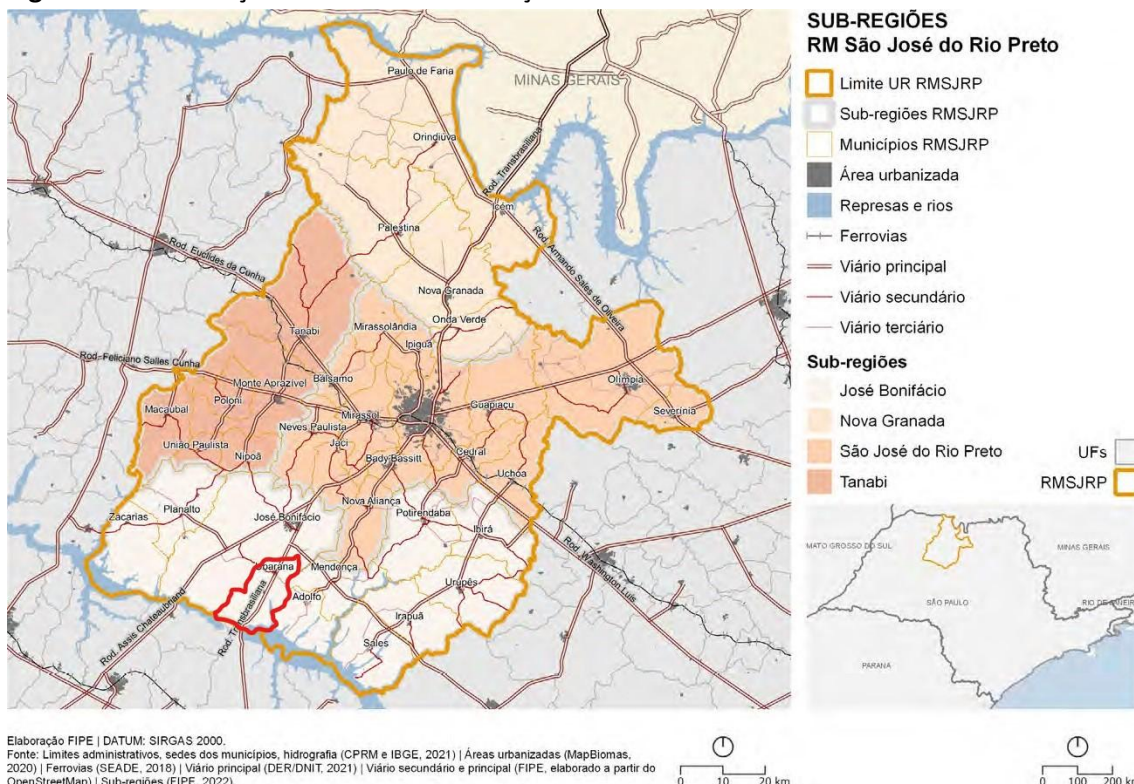 SUB-REGIÕES
RM São José do Rio Preto
Limite UR RMSJRP
Sub-regiões RMSJRP
Municípios RMSJRP
Área urbanizada
Represas e rios
Ferrovias
Viário principal
Viário secundário
Viário terciário
Sub-regiões
José Bonifácio
Nova Granada
São José do Rio Preto
Tanabi
UFs
RMSJRP
MATO GROSSO DO SUL
MINAS GERAIS
SÃO PAULO
RIO DE JANEIRO
PARANÁ
Paulo de Faria
MINAS GERAIS
Orindiúva
Rod. Transbrasiliana
Icém
Palestina
Rod. Euclides da Cunha
Rod. Armando Sales de Oliveira
Nova Granada
Onda Verde
Tanabi
Mirassolândia
Ipiguá
Rod. Feliciano Salles Cunha
Monte Aprazível
Bálsamo
Olímpia
Poloni
Guapiaçu
Macaubal
Mirassol
Severínia
Neves Paulista
Jaci
União Paulista
Nipoã
Bady Bassitt
Cedral
Uchoa
Nova Aliança
Potirendaba
Zacarias
Planalto
José Bonifácio
Ibirá
Ubarana
Mendonça
Rod. Washington Luís
Adolfo
Urupês
Irapuã
Sales
Rod. Assis Chateaubriand
Rod. Transbrasiliana
Elaboração FIPE | DATUM: SIRGAS 2000.
Fonte: Limites administrativos, sedes dos municípios, hidrografia (CPRM e IBGE, 2021) | Áreas urbanizadas (MapBiomas,
2020) | Ferrovias (SEADE, 2018) | Viário principal (DER/DNIT, 2021) | Viário secundário e principal (FIPE, elaborado a partir do
OpenStreetMap) | Sub-regiões (FIPE, 2022)
0 10 20 km
0 100 200 km